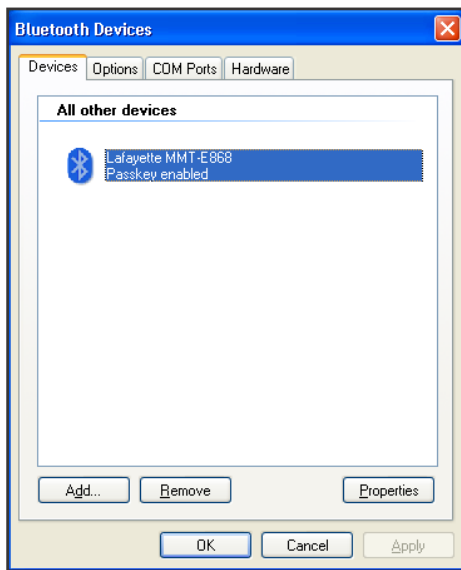 Bluetooth Devices
Devices Options COM Ports Hardware
All other devices
Lafayette MMT-E868
Passkey enabled
Add... Remove Properties
OK Cancel Apply